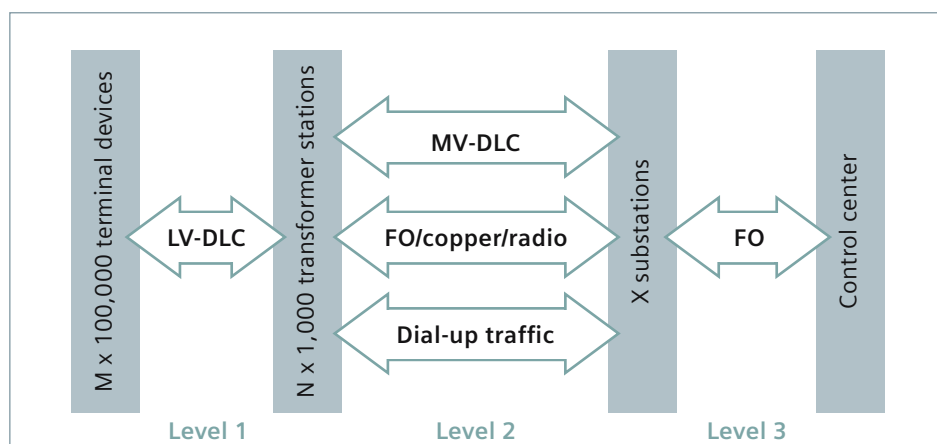 M x 100,000 terminal devices
LV-DLC
N x 1,000 transformer stations
MV-DLC
FO/copper/radio
Dial-up traffic
X substations
FO
Control center
Level 1
Level 2
Level 3